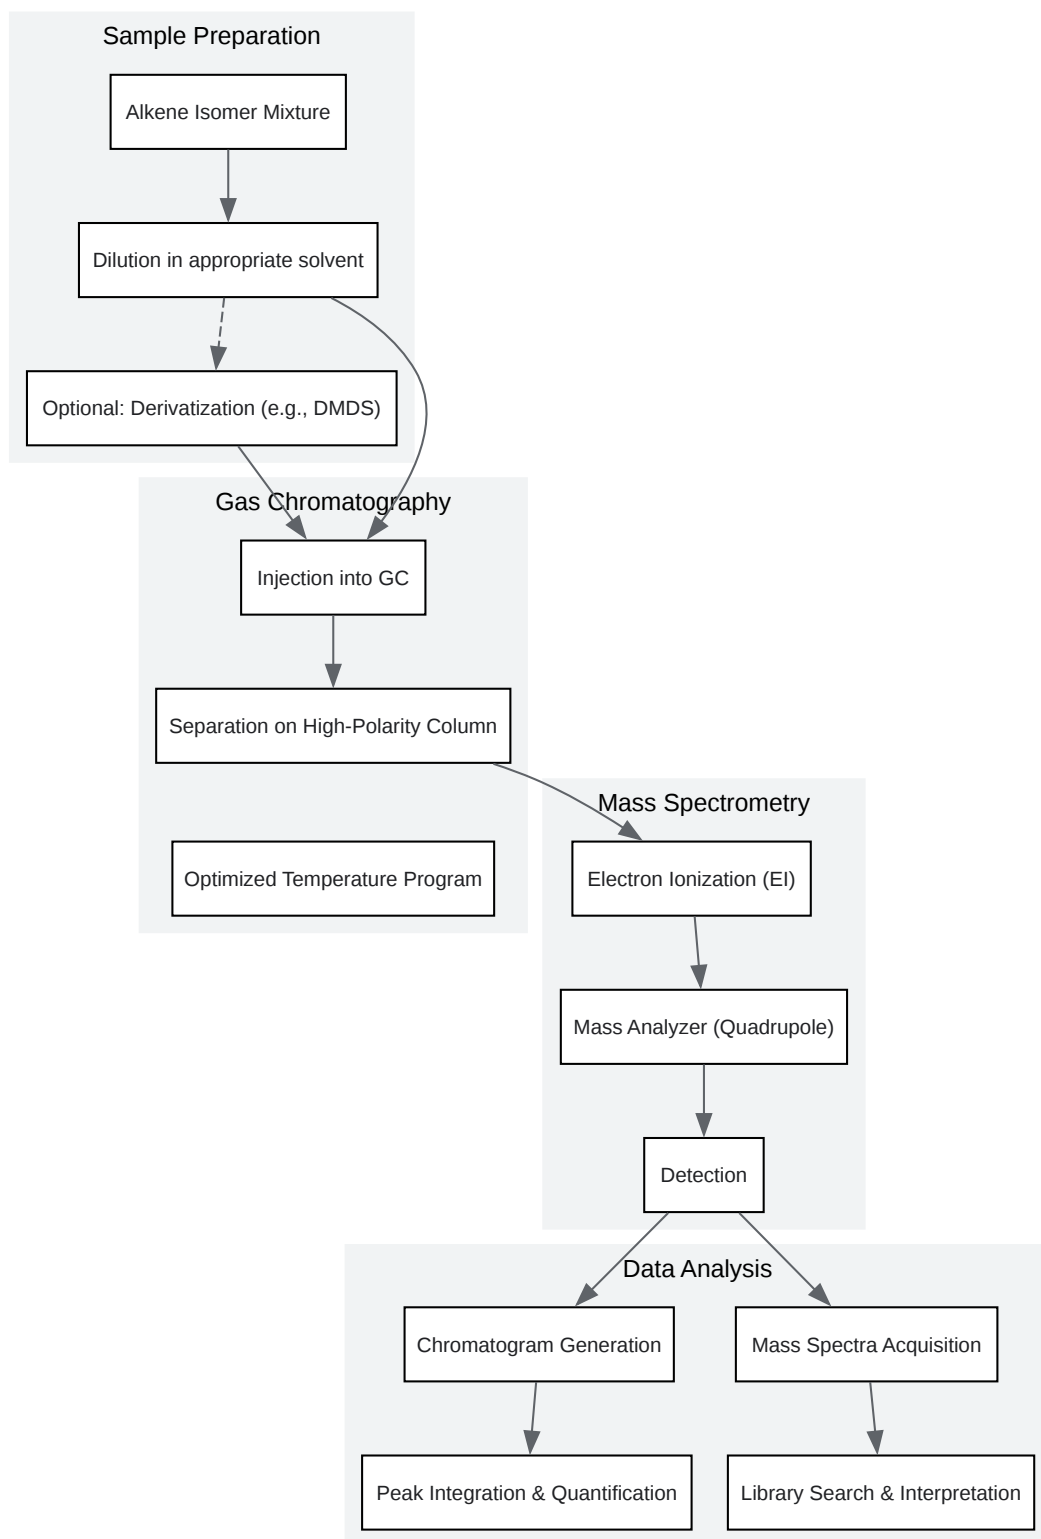 Sample Preparation
Alkene Isomer Mixture
Dilution in appropriate solvent
Optional: Derivatization (e.g., DMDS)
Gas Chromatography
Injection into GC
Separation on High-Polarity Column
Optimized Temperature Program
Mass Spectrometry
Electron Ionization (EI)
Mass Analyzer (Quadrupole)
Detection
Data Analysis
Chromatogram Generation
Mass Spectra Acquisition
Peak Integration & Quantification
Library Search & Interpretation